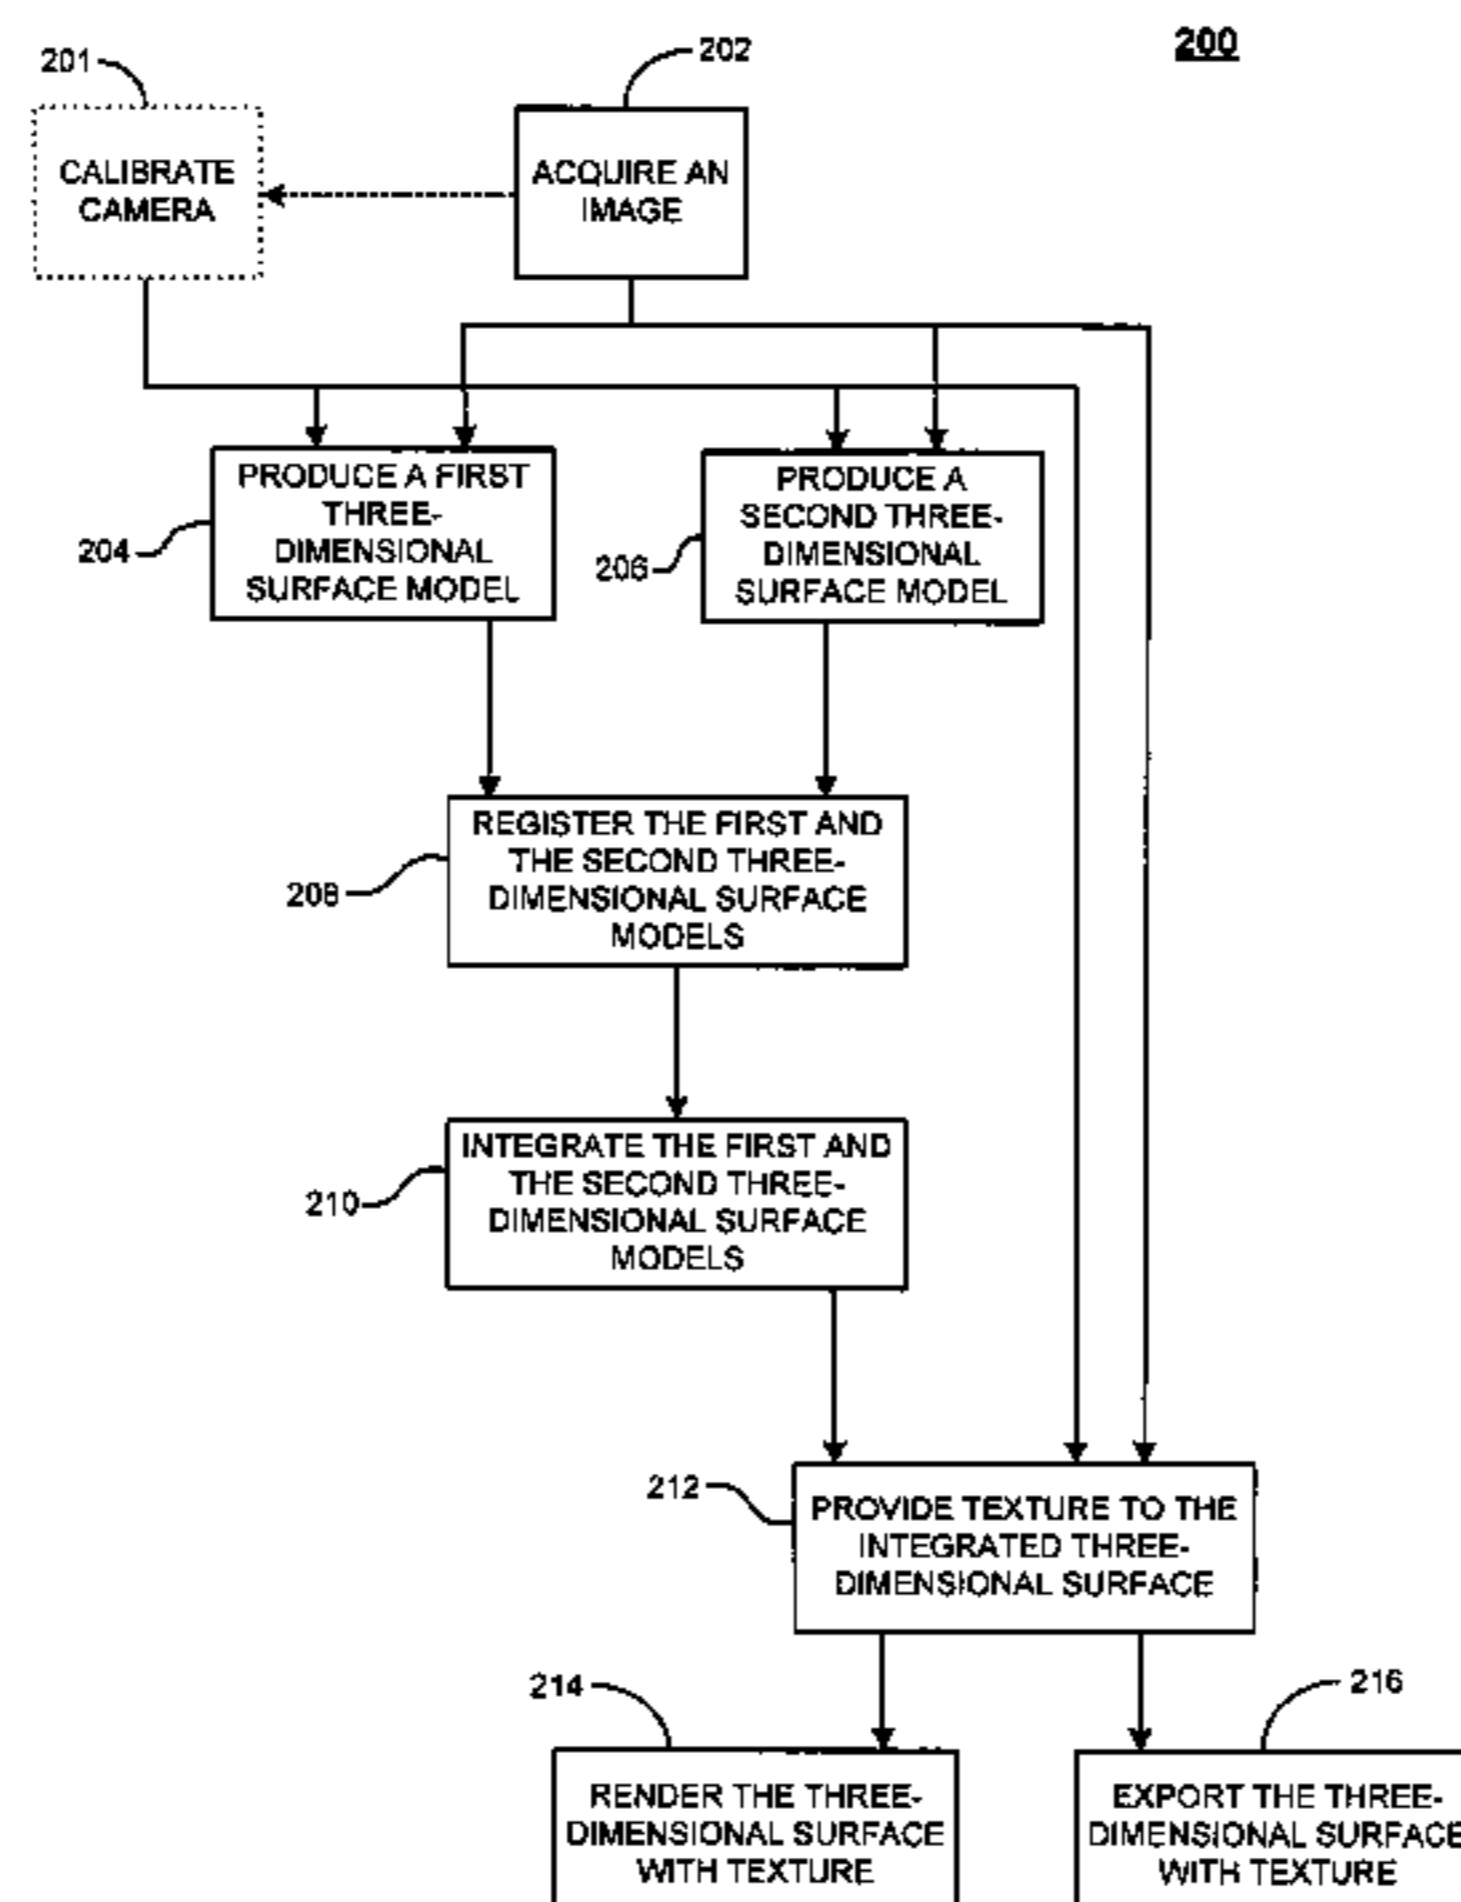 200
201
202
CALIBRATE
CAMERA
ACQUIRE AN
IMAGE
PRODUCE A FIRST
THREE-
DIMENSIONAL
SURFACE MODEL
204
PRODUCE A
SECOND THREE-
DIMENSIONAL
SURFACE MODEL
206
REGISTER THE FIRST AND
THE SECOND THREE-
DIMENSIONAL SURFACE
MODELS
208
INTEGRATE THE FIRST AND
THE SECOND THREE-
DIMENSIONAL SURFACE
MODELS
210
212
PROVIDE TEXTURE TO THE
INTEGRATED THREE-
DIMENSIONAL SURFACE
214
216
RENDER THE THREE-
DIMENSIONAL SURFACE
WITH TEXTURE
EXPORT THE THREE-
DIMENSIONAL SURFACE
WITH TEXTURE